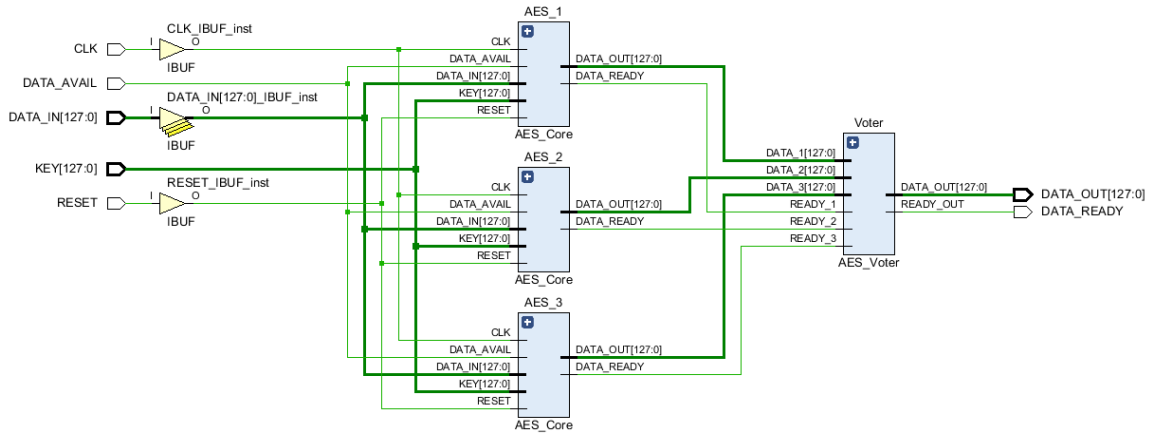 CLK
I
CLK_IBUF_inst
O
IBUF
DATA_AVAIL
DATA_IN[127:0]
I
DATA_IN[127:0]_IBUF_inst
O
IBUF
KEY[127:0]
RESET
I
RESET_IBUF_inst
O
IBUF
AES_1
CLK
DATA_AVAIL
DATA_IN[127:0]
KEY[127:0]
RESET
DATA_OUT[127:0]
DATA_READY
AES_Core
AES_2
CLK
DATA_AVAIL
DATA_IN[127:0]
KEY[127:0]
RESET
DATA_OUT[127:0]
DATA_READY
AES_Core
AES_3
CLK
DATA_AVAIL
DATA_IN[127:0]
KEY[127:0]
RESET
DATA_OUT[127:0]
DATA_READY
AES_Core
Voter
DATA_1[127:0]
DATA_2[127:0]
DATA_3[127:0]
READY_1
READY_2
READY_3
DATA_OUT[127:0]
READY_OUT
AES_Voter
DATA_OUT[127:0]
DATA_READY